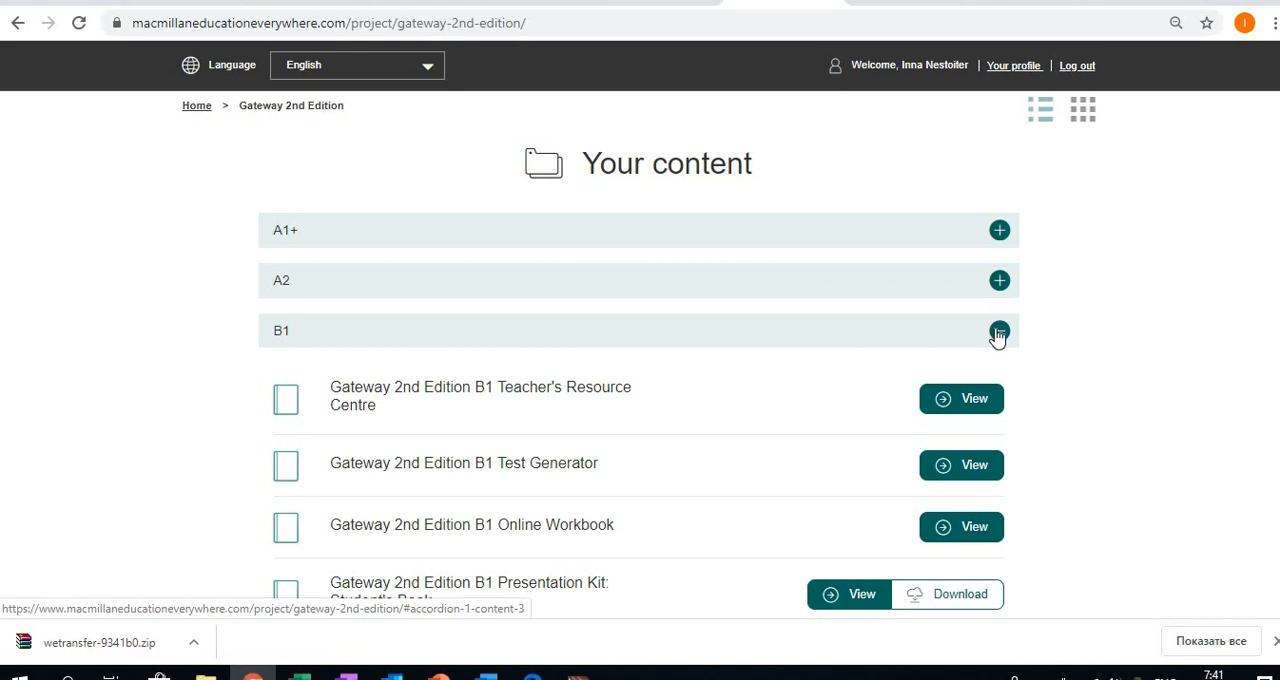 macmillaneducationeverywhere.com/project/gateway-2nd-edition/
I
Language
English
Welcome, Inna Nestoiter | Your profile | Log out
Home > Gateway 2nd Edition
Your content
A1+
A2
B1
Gateway 2nd Edition B1 Teacher's Resource
Centre
View
Gateway 2nd Edition B1 Test Generator
View
Gateway 2nd Edition B1 Online Workbook
View
Gateway 2nd Edition B1 Presentation Kit:
Student's Book
View
Download
https://www.macmillaneducationeverywhere.com/project/gateway-2nd-edition/#accordion-1-content-3
wetransfer-9341b0.zip
Показать все
7:41